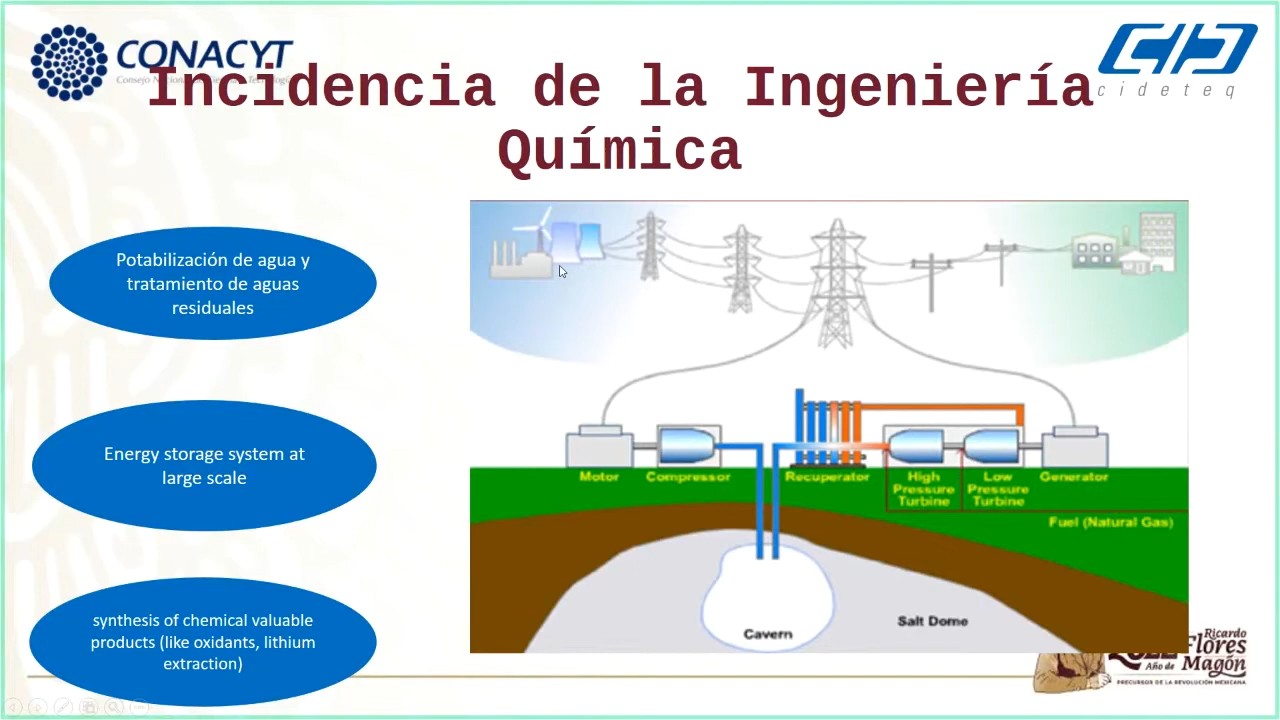 CONACYT
cideteq
Incidencia de la Ingeniería
Química
Potabilización de agua y
tratamiento de aguas
residuales
Energy storage system at
large scale
synthesis of chemical valuable
products (like oxidants, lithium
extraction)
Motor
Compressor
Recuperator
High
Pressure
Turbine
Low
Pressure
Turbine
Generator
Fuel (Natural Gas)
Cavern
Salt Dome
Ricardo
Flores
Año de Magón
PRECURSOR DE LA REVOLUCIÓN MEXICANA